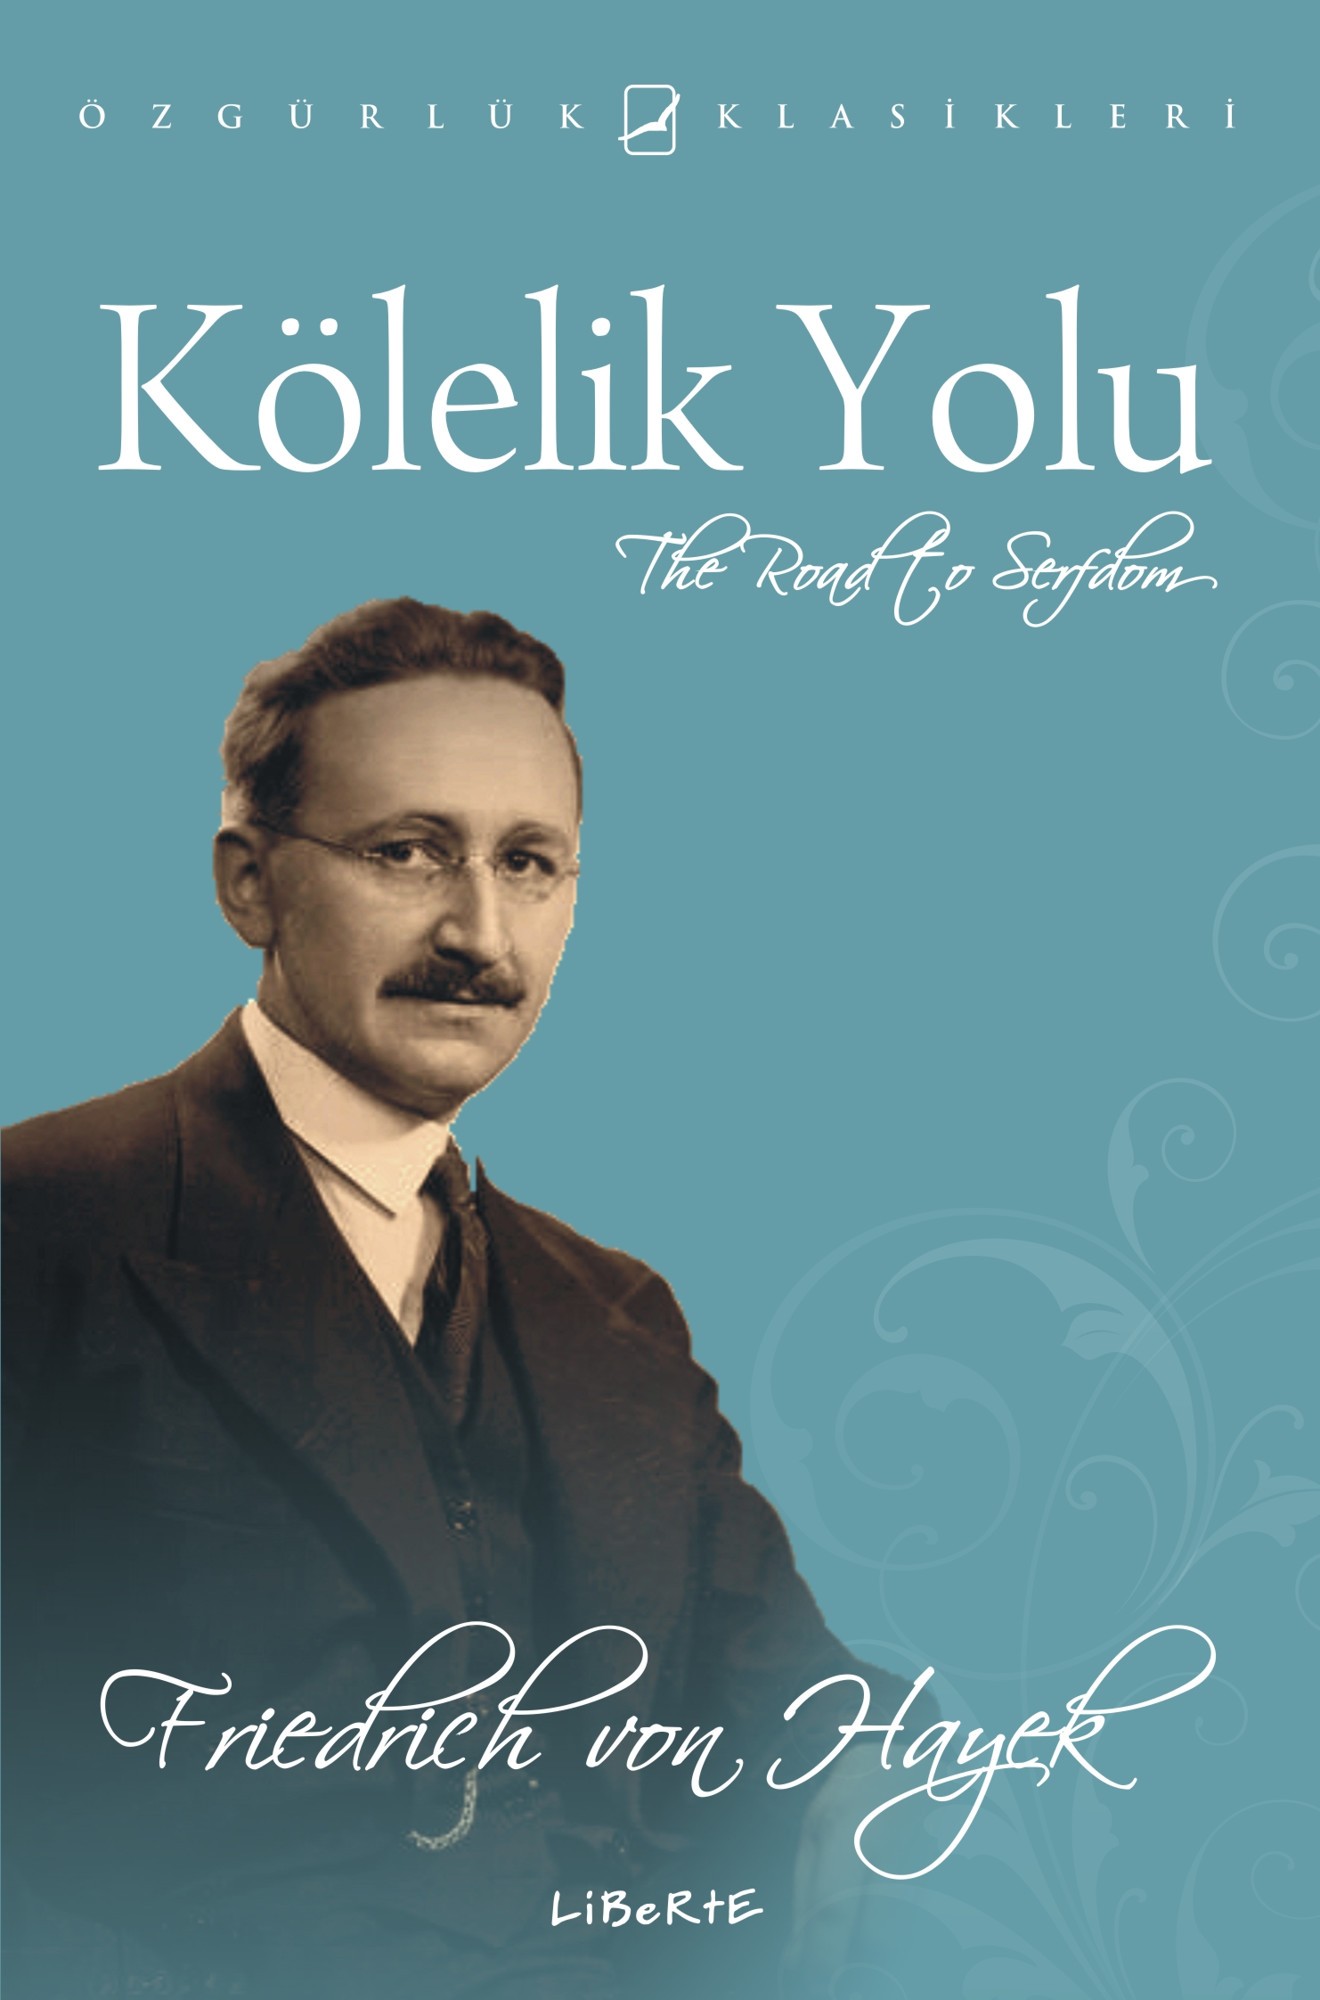 ÖZGÜRLÜK KLASİKLERİ
Kölelik Yolu
The Road to Serfdom
Friedrich von Hayek
LiBeRtE